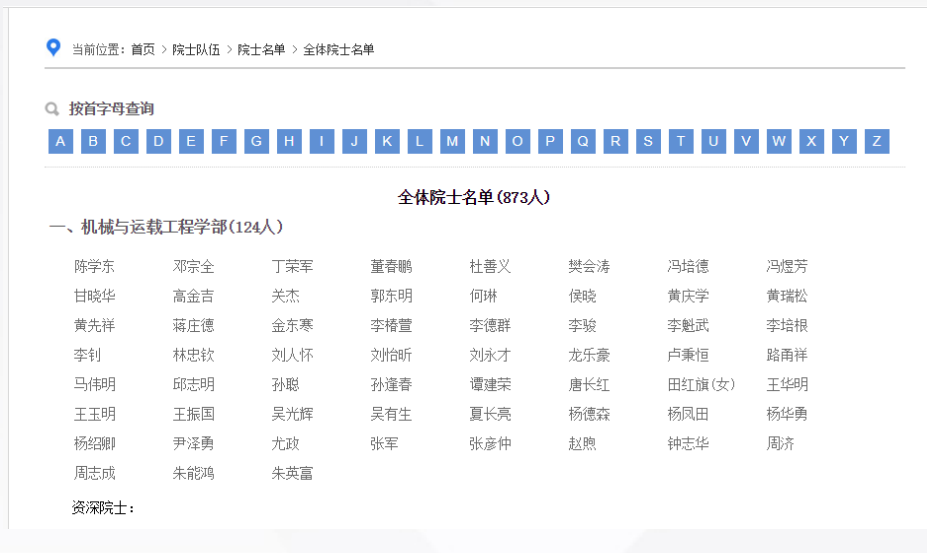 当前位置：首页 > 院士队伍 > 院士名单 > 全体院士名单
按首字母查询
A B C D E F G H I J K L M N O P Q R S T U V W X Y Z
全体院士名单(873人)
一、机械与运载工程学部(124人)
陈学东 邓宗全 丁荣军 董春鹏 杜善义 樊会涛 冯培德 冯煜芳
甘晓华 高金吉 关杰 郭东明 何琳 侯晓 黄庆学 黄瑞松
黄先祥 蒋庄德 金东寒 李椿萱 李德群 李骏 李魁武 李培根
李钊 林忠钦 刘人怀 刘怡昕 刘永才 龙乐豪 卢秉恒 路甬祥
马伟明 邱志明 孙聪 孙逢春 谭建荣 唐长红 田红旗(女) 王华明
王玉明 王振国 吴光辉 吴有生 夏长亮 杨德森 杨凤田 杨华勇
杨绍卿 尹泽勇 尤政 张军 张彦仲 赵煦 钟志华 周济
周志成 朱能鸿 朱英富
资深院士：